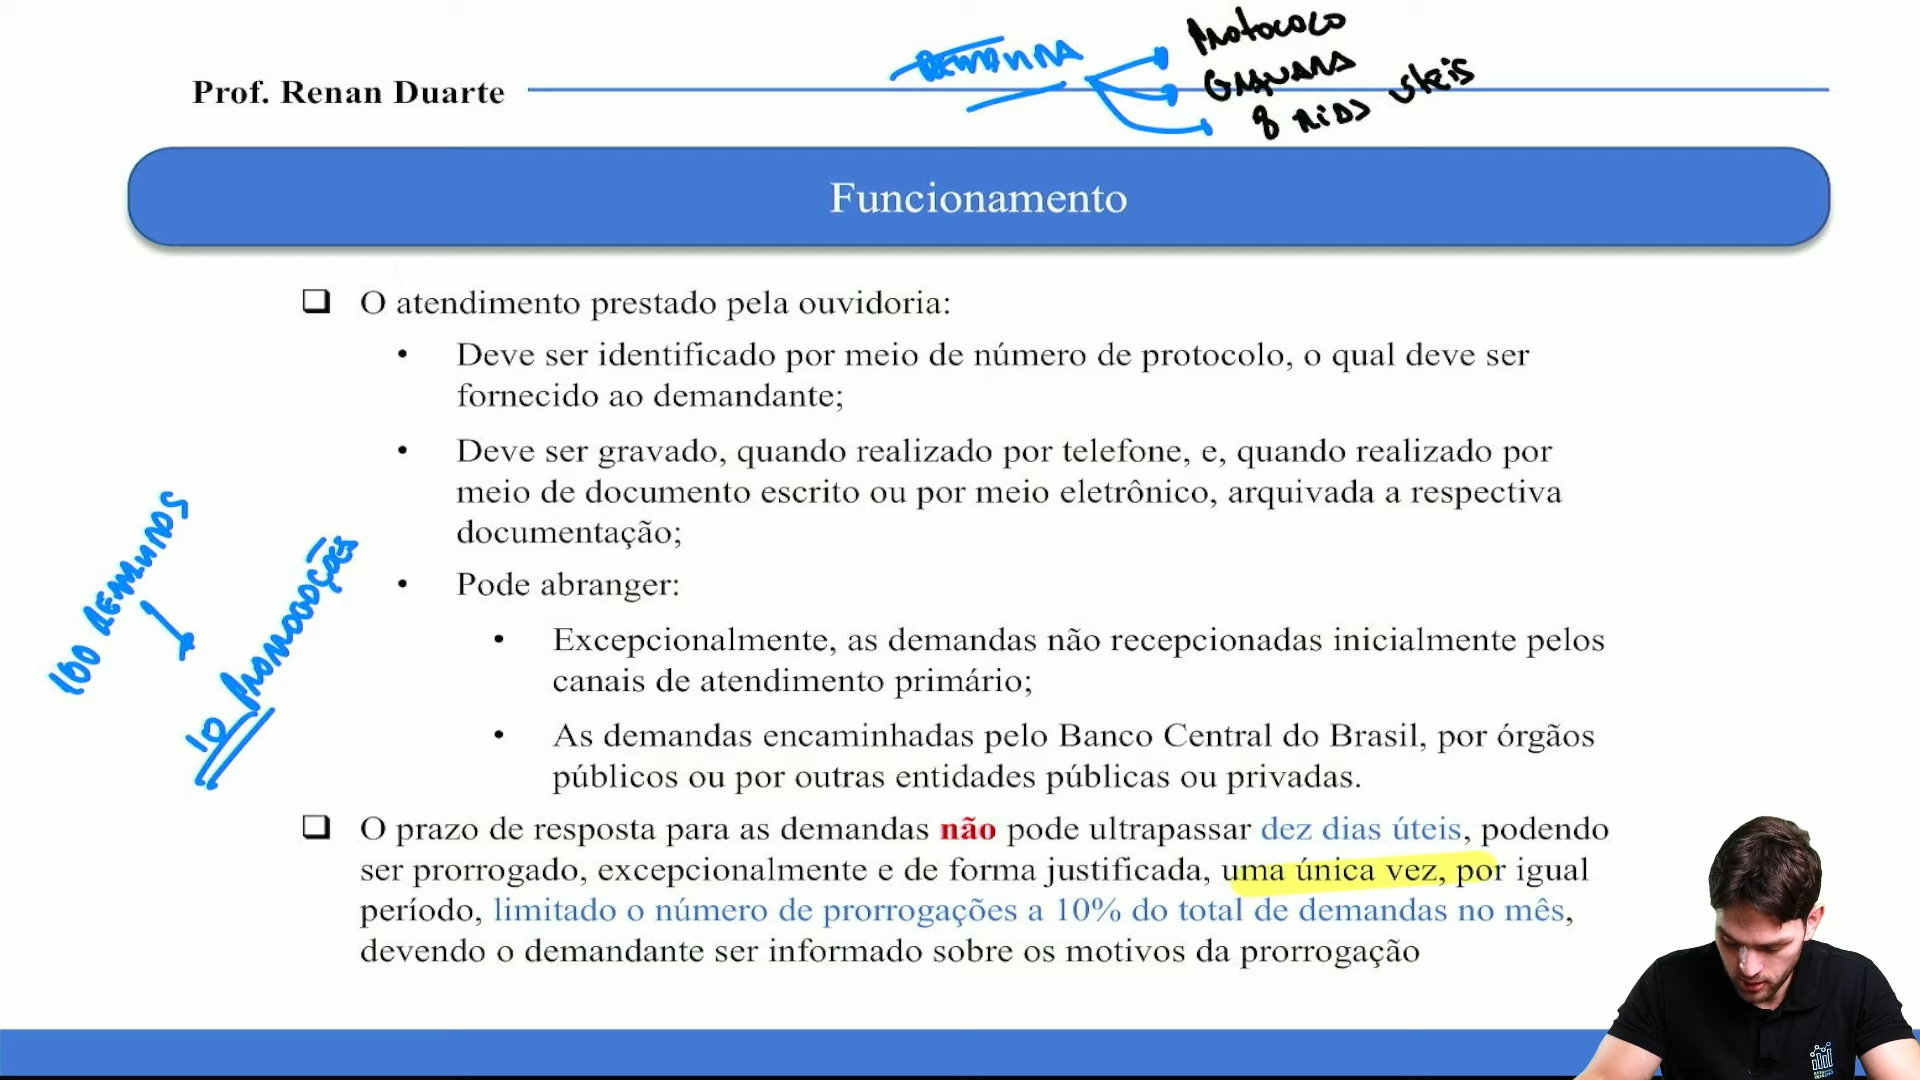 DEMANDA
PROTOCOLO
GRAVADA
Prof. Renan Duarte
DIAS ÚTEIS
Funcionamento
O atendimento prestado pela ouvidoria:
• Deve ser identificado por meio de número de protocolo, o qual deve ser
fornecido ao demandante;
• Deve ser gravado, quando realizado por telefone, e, quando realizado por
meio de documento escrito ou por meio eletrônico, arquivada a respectiva
documentação;
• Pode abranger:
• Excepcionalmente, as demandas não recepcionadas inicialmente pelos
canais de atendimento primário;
• As demandas encaminhadas pelo Banco Central do Brasil, por órgãos
públicos ou por outras entidades públicas ou privadas.
100 DEMANDAS
10 PRORROGAÇÕES
O prazo de resposta para as demandas não pode ultrapassar dez dias úteis, podendo
ser prorrogado, excepcionalmente e de forma justificada, uma única vez, por igual
período, limitado o número de prorrogações a 10% do total de demandas no mês,
devendo o demandante ser informado sobre os motivos da prorrogação